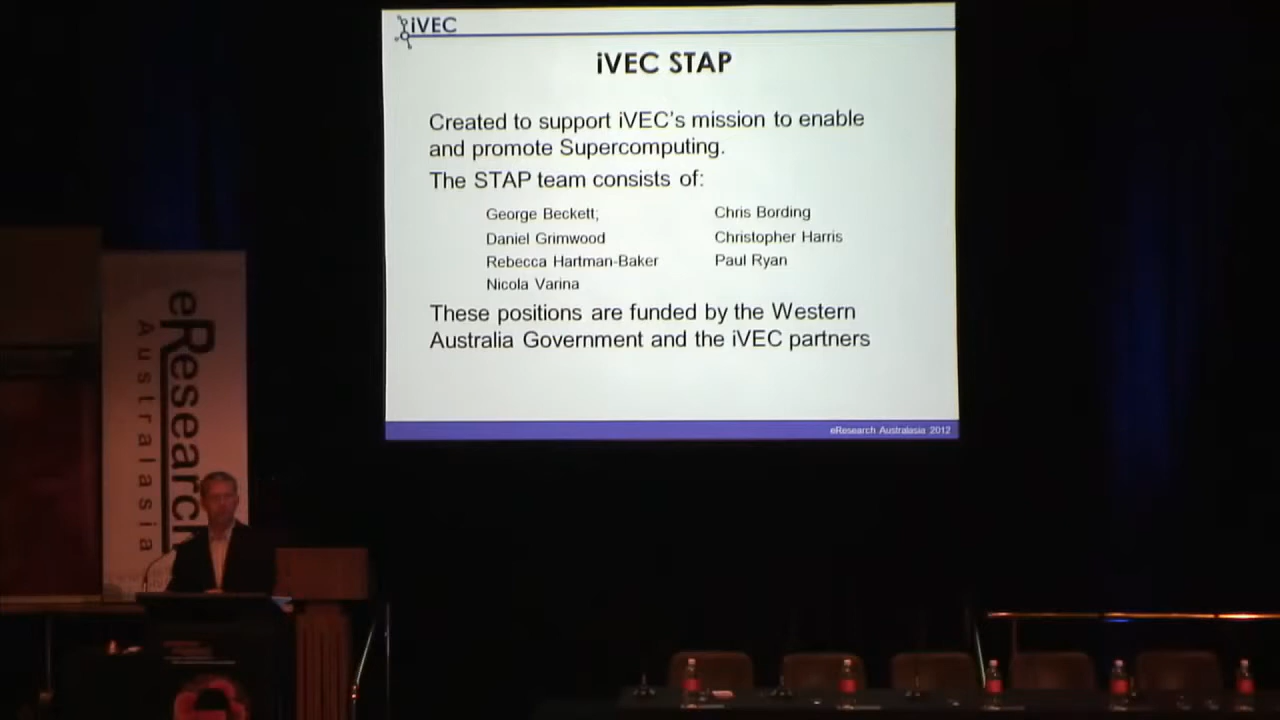 iVEC
iVEC STAP
Created to support iVEC's mission to enable
and promote Supercomputing.
The STAP team consists of:
George Beckett;
Chris Bording
Daniel Grimwood
Christopher Harris
Rebecca Hartman-Baker
Paul Ryan
Nicola Varina
These positions are funded by the Western
Australia Government and the iVEC partners
eResearch Australasia 2012
eResearch
Australasia